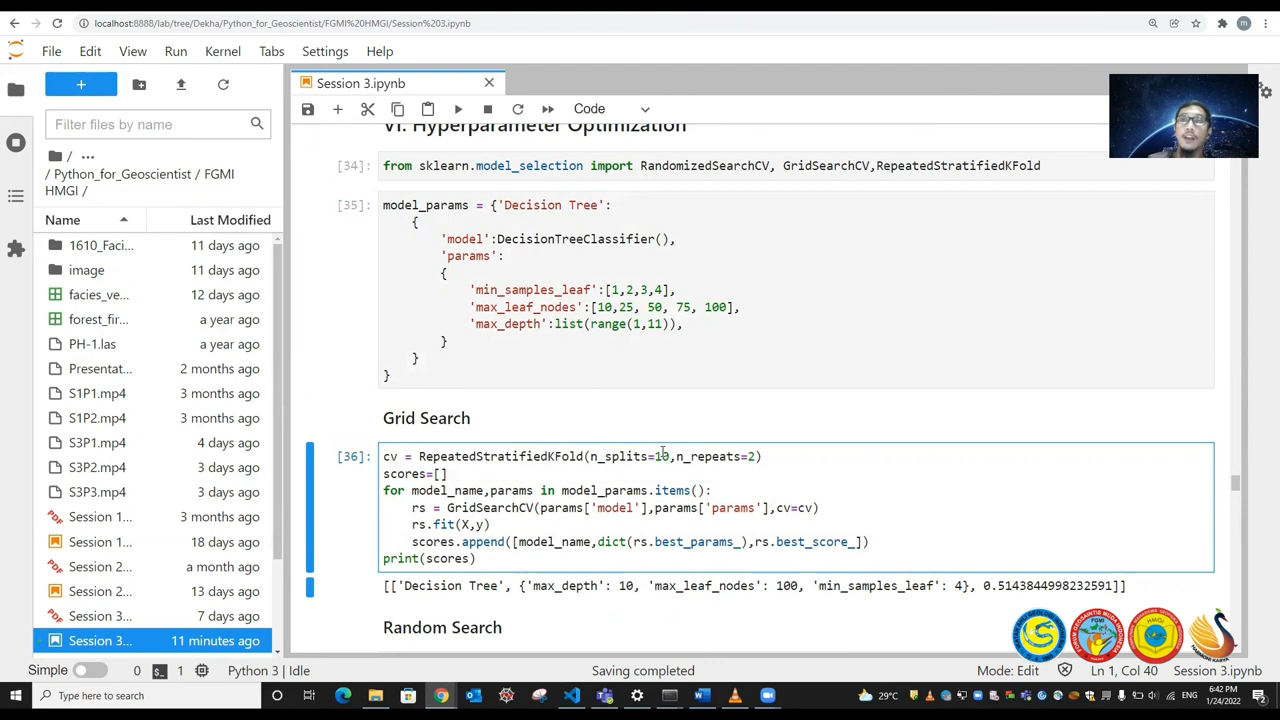 localhost:8888/lab/tree/Dekha/Python_for_Geoscientist/FGMI%20HMGI/Session%203.ipynb
m
File Edit View Run Kernel Tabs Settings Help
+
Filter files by name
/ ···
/ Python_for_Geoscientist / FGMI
HMGI /
Name Last Modified
1610_Faci... 11 days ago
image 11 days ago
facies_ve... 12 days ago
forest_fir... a year ago
PH-1.las a year ago
Presentat... 2 months ago
S1P1.mp4 3 months ago
S1P2.mp4 3 months ago
S3P1.mp4 4 days ago
S3P2.mp4 4 days ago
S3P3.mp4 4 days ago
Session 1... 18 days ago
Session 1... 18 days ago
Session 2... a month ago
Session 2... 13 days ago
Session 3... 7 days ago
Session 3... 11 minutes ago
Session 3.ipynb
Code
VI. Hyperparameter Optimization
[34]: from sklearn.model_selection import RandomizedSearchCV, GridSearchCV,RepeatedStratifiedKFold
[35]: model_params = {'Decision Tree':
{
'model':DecisionTreeClassifier(),
'params':
{
'min_samples_leaf':[1,2,3,4],
'max_leaf_nodes':[10,25, 50, 75, 100],
'max_depth':list(range(1,11)),
}
}
}
Grid Search
[36]: cv = RepeatedStratifiedKFold(n_splits=10,n_repeats=2)
scores=[]
for model_name,params in model_params.items():
rs = GridSearchCV(params['model'],params['params'],cv=cv)
rs.fit(X,y)
scores.append([model_name,dict(rs.best_params_),rs.best_score_])
print(scores)
[['Decision Tree', {'max_depth': 10, 'max_leaf_nodes': 100, 'min_samples_leaf': 4}, 0.5143844998232591]]
Random Search
Simple 0 1 Python 3 | Idle Saving completed Mode: Edit Ln 1, Col 40 Session 3.ipynb
Type here to search 29°C ENG 6:42 PM
1/24/2022